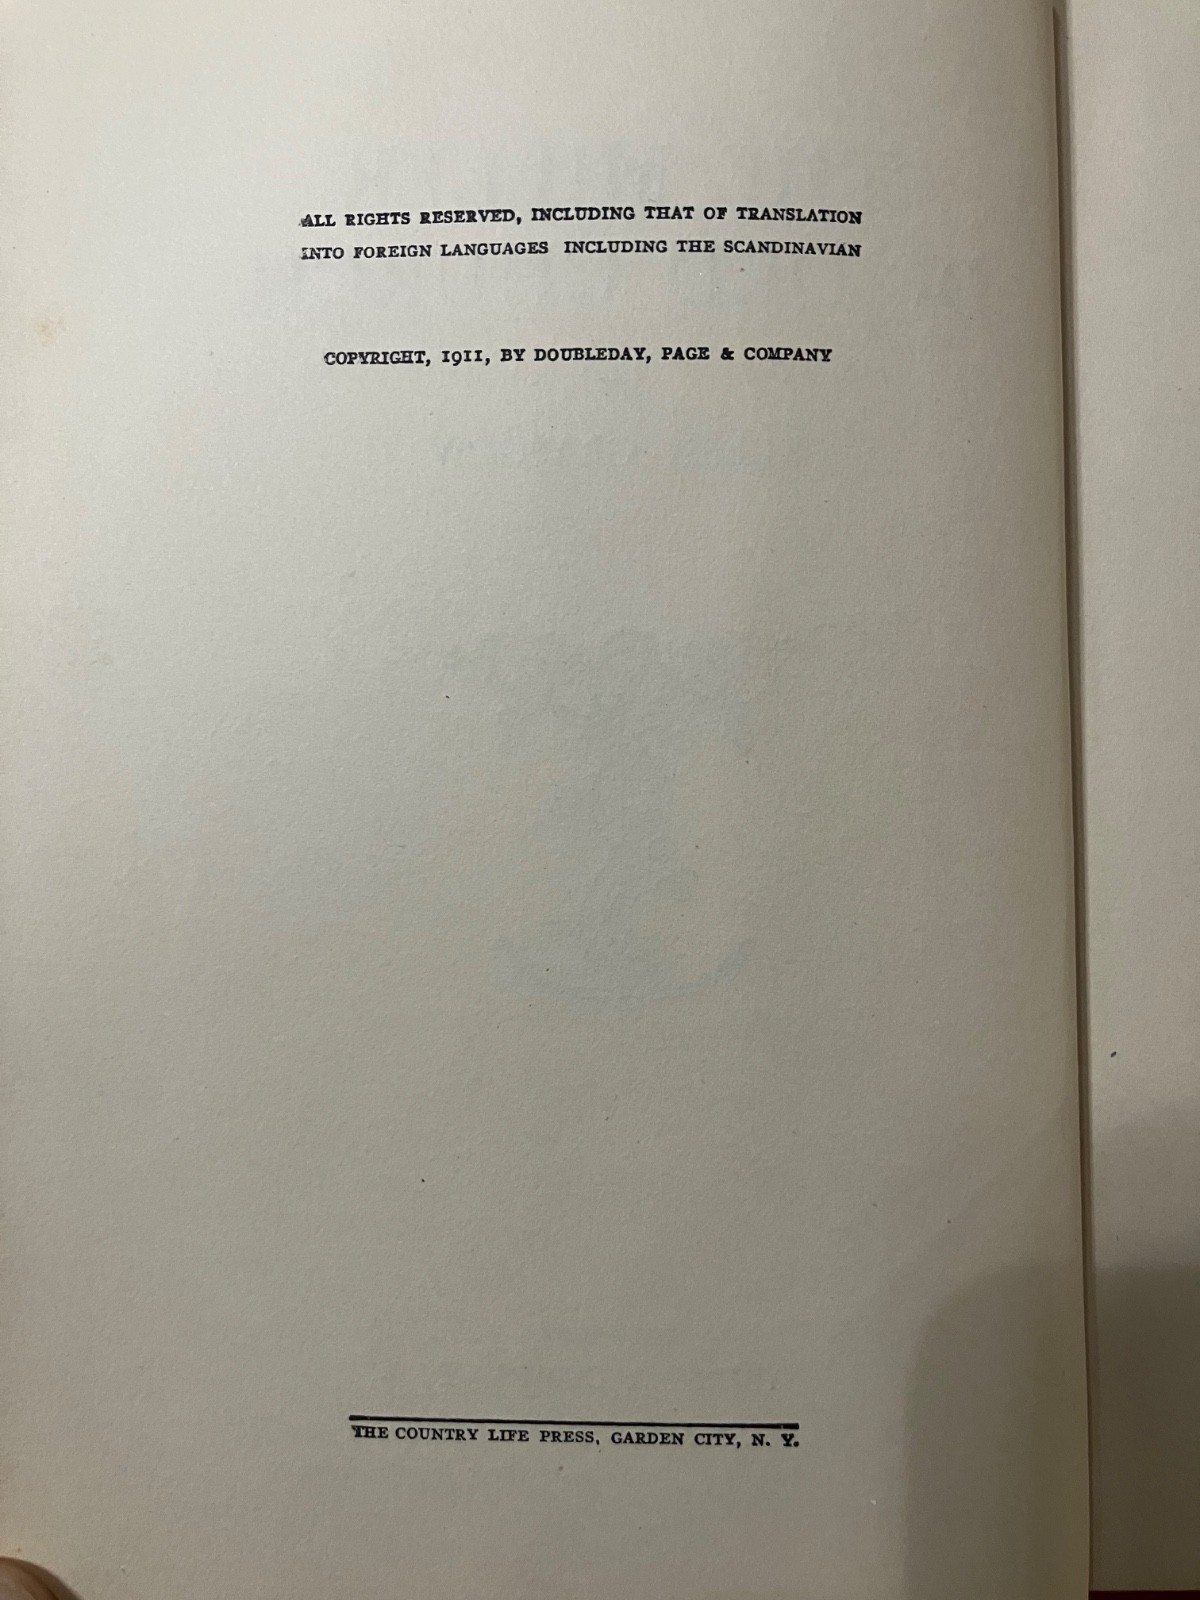 ALL RIGHTS RESERVED, INCLUDING THAT OF TRANSLATION
INTO FOREIGN LANGUAGES INCLUDING THE SCANDINAVIAN
COPYRIGHT, 1911, BY DOUBLEDAY, PAGE & COMPANY
THE COUNTRY LIFE PRESS, GARDEN CITY, N. Y.